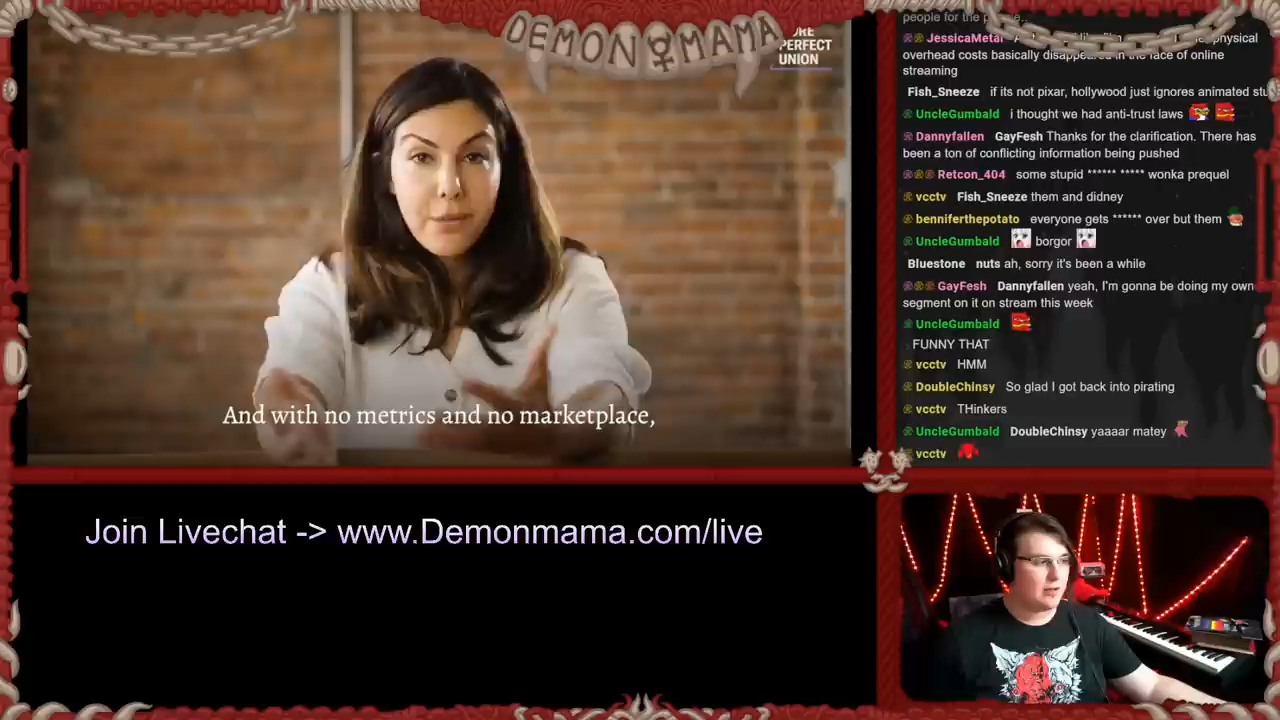 DEMON MAMA
PERFECT
UNION
And with no metrics and no marketplace,
JessicaMetal
physical
overhead costs basically disappeared in the face of online
streaming
Fish_Sneeze if its not pixar, hollywood just ignores animated stu
UncleGumbald i thought we had anti-trust laws
Dannyfallen GayFesh Thanks for the clarification. There has
been a ton of conflicting information being pushed
Retcon_404 some stupid ****** ***** wonka prequel
vcctv Fish_Sneeze them and didney
benniferthepotato everyone gets ****** over but them
UncleGumbald borgor
Bluestone nuts ah, sorry it's been a while
GayFesh Dannyfallen yeah, I'm gonna be doing my own
segment on it on stream this week
UncleGumbald
FUNNY THAT
vcctv HMM
DoubleChinsy So glad I got back into pirating
vcctv THinkers
UncleGumbald DoubleChinsy yaaaar matey
vcctv
Join Livechat -> www.Demonmama.com/live